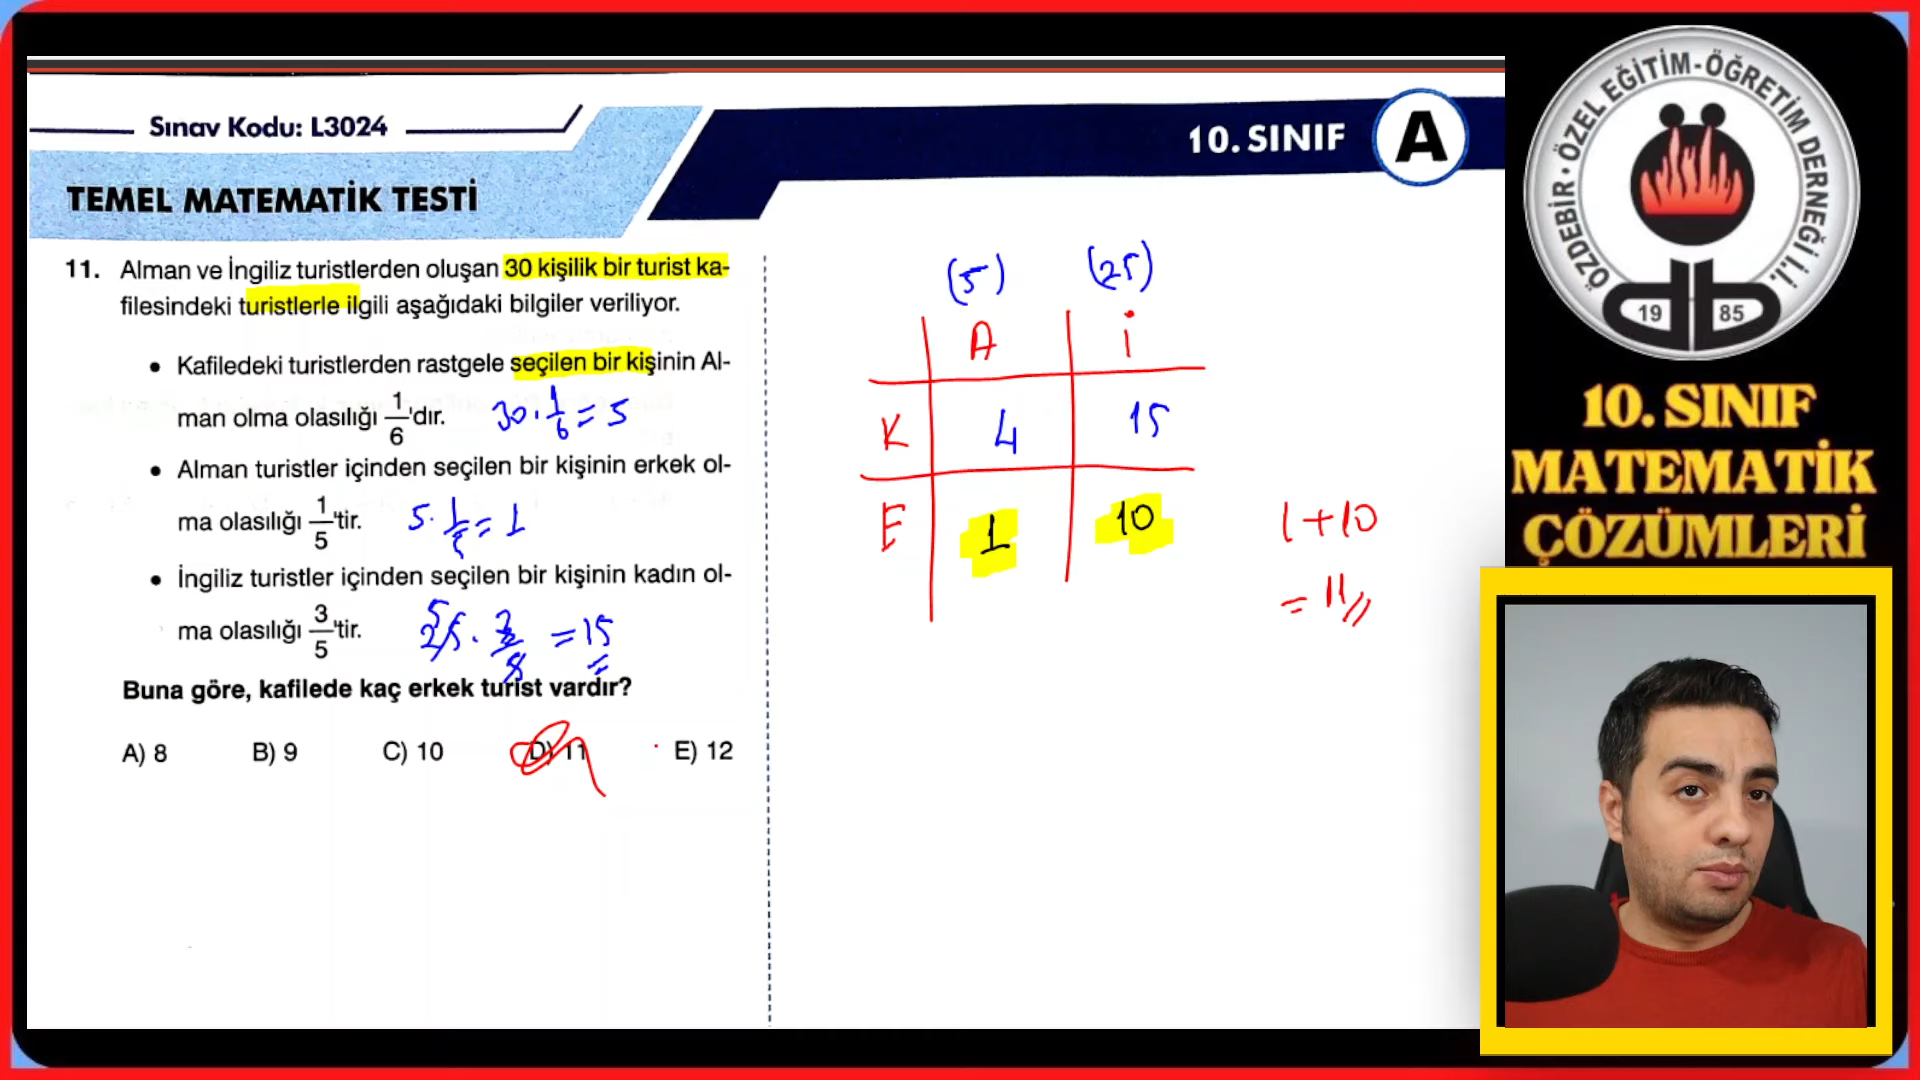 Sınav Kodu: L3024
10. SINIF
A
TEMEL MATEMATİK TESTİ
11. Alman ve İngiliz turistlerden oluşan 30 kişilik bir turist ka-
filesindeki turistlerle ilgili aşağıdaki bilgiler veriliyor.
• Kafiledeki turistlerden rastgele seçilen bir kişinin Al-
man olma olasılığı 1/6'dır. 30 · 1/6 = 5
• Alman turistler içinden seçilen bir kişinin erkek ol-
ma olasılığı 1/5'tir. 5 · 1/5 = 1
• İngiliz turistler içinden seçilen bir kişinin kadın ol-
ma olasılığı 3/5'tir. 5 25 · 3/5 = 15
Buna göre, kafilede kaç erkek turist vardır?
A) 8 B) 9 C) 10 D) 11 E) 12
(5) (25)
A İ
K 4 15
E 1 10
1 + 10
= 11
ÖZDEBİR · ÖZEL EĞİTİM - ÖĞRETİM DERNEĞİ İ.İ.
19 85
10. SINIF
MATEMATİK
ÇÖZÜMLERİ